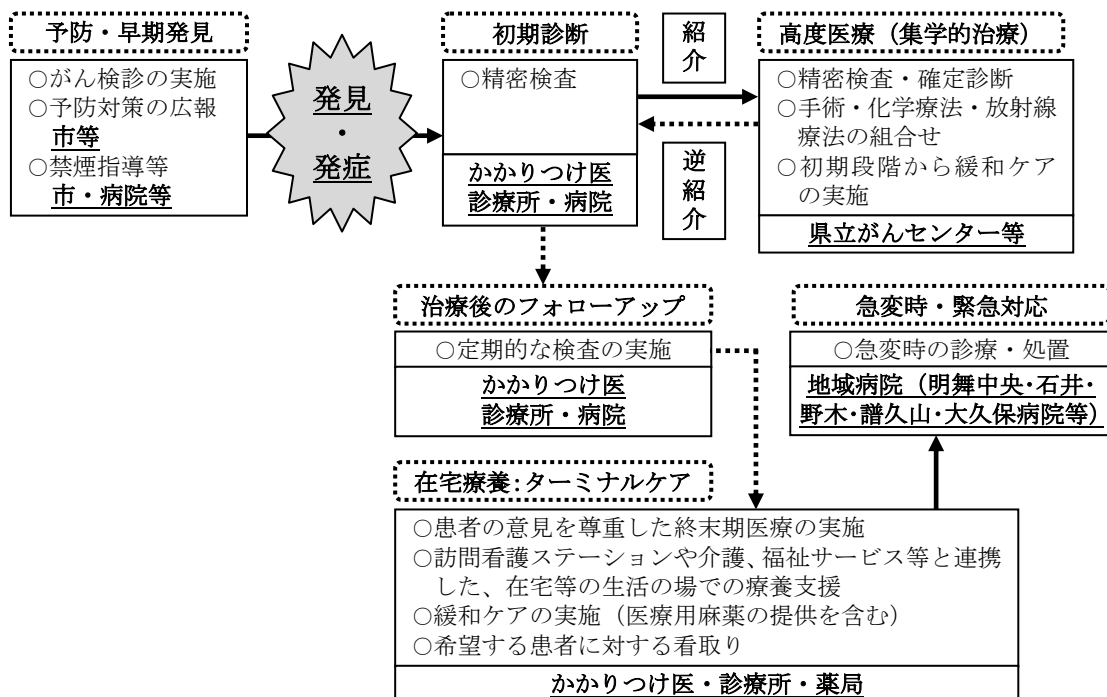 予防・早期発見
○がん検診の実施
○予防対策の広報
市等
○禁煙指導等
市・病院等
発見
・
発症
初期診断
○精密検査
かかりつけ医
診療所・病院
紹介
逆紹介
高度医療（集学的治療）
○精密検査・確定診断
○手術・化学療法・放射線
療法の組合せ
○初期段階から緩和ケア
の実施
県立がんセンター等
治療後のフォローアップ
○定期的な検査の実施
かかりつけ医
診療所・病院
急変時・緊急対応
○急変時の診療・処置
地域病院（明舞中央・石井・
野木・譜久山・大久保病院等）
在宅療養：ターミナルケア
○患者の意見を尊重した終末期医療の実施
○訪問看護ステーションや介護、福祉サービス等と連携
した、在宅等の生活の場での療養支援
○緩和ケアの実施（医療用麻薬の提供を含む）
○希望する患者に対する看取り
かかりつけ医・診療所・薬局